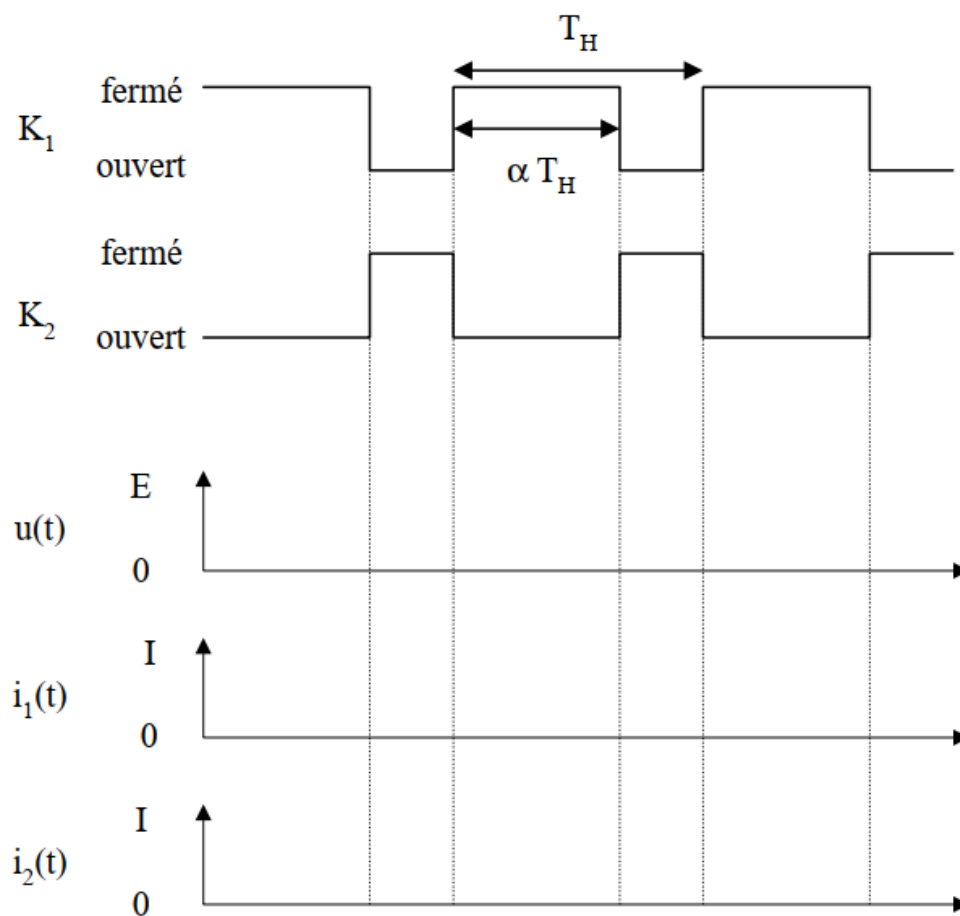 T_H
fermé
K_1
ouvert
α T_H
fermé
K_2
ouvert
E
u(t)
0
I
i_1(t)
0
I
i_2(t)
0